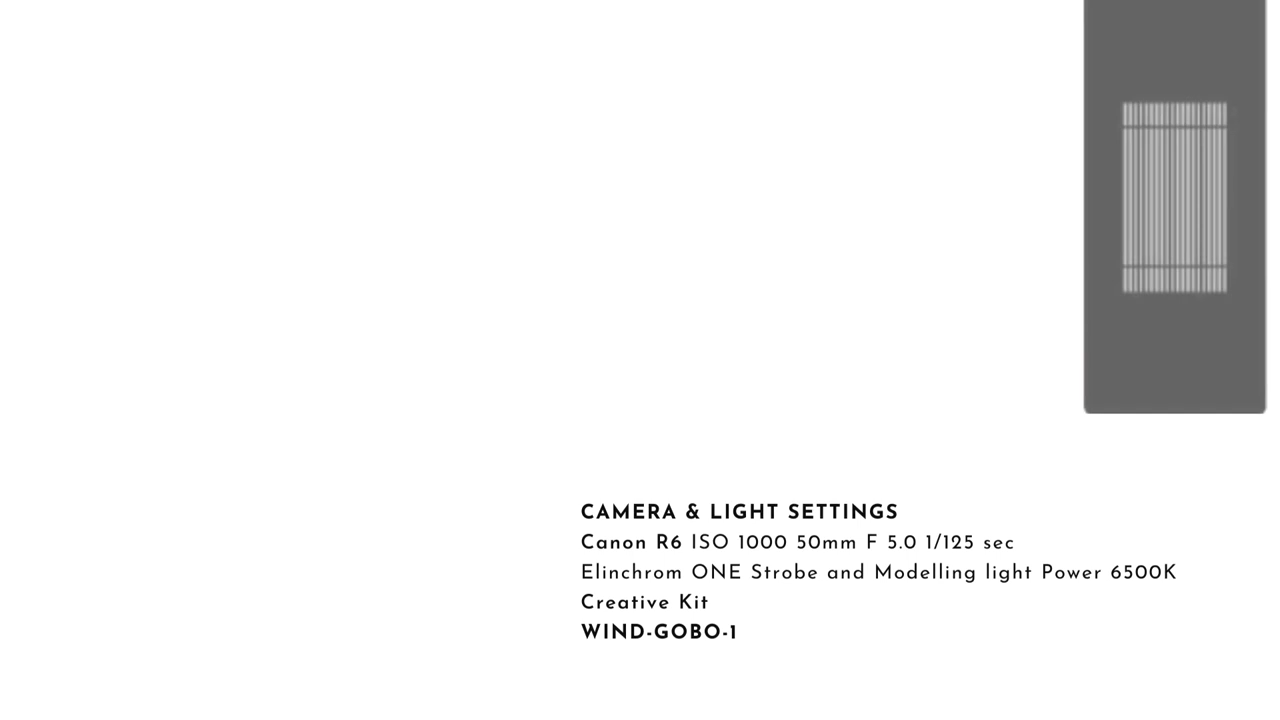 CAMERA & LIGHT SETTINGS
Canon R6 ISO 1000 50mm F 5.0 1/125 sec
Elinchrom ONE Strobe and Modelling light Power 6500K
Creative Kit
WIND-GOBO-1